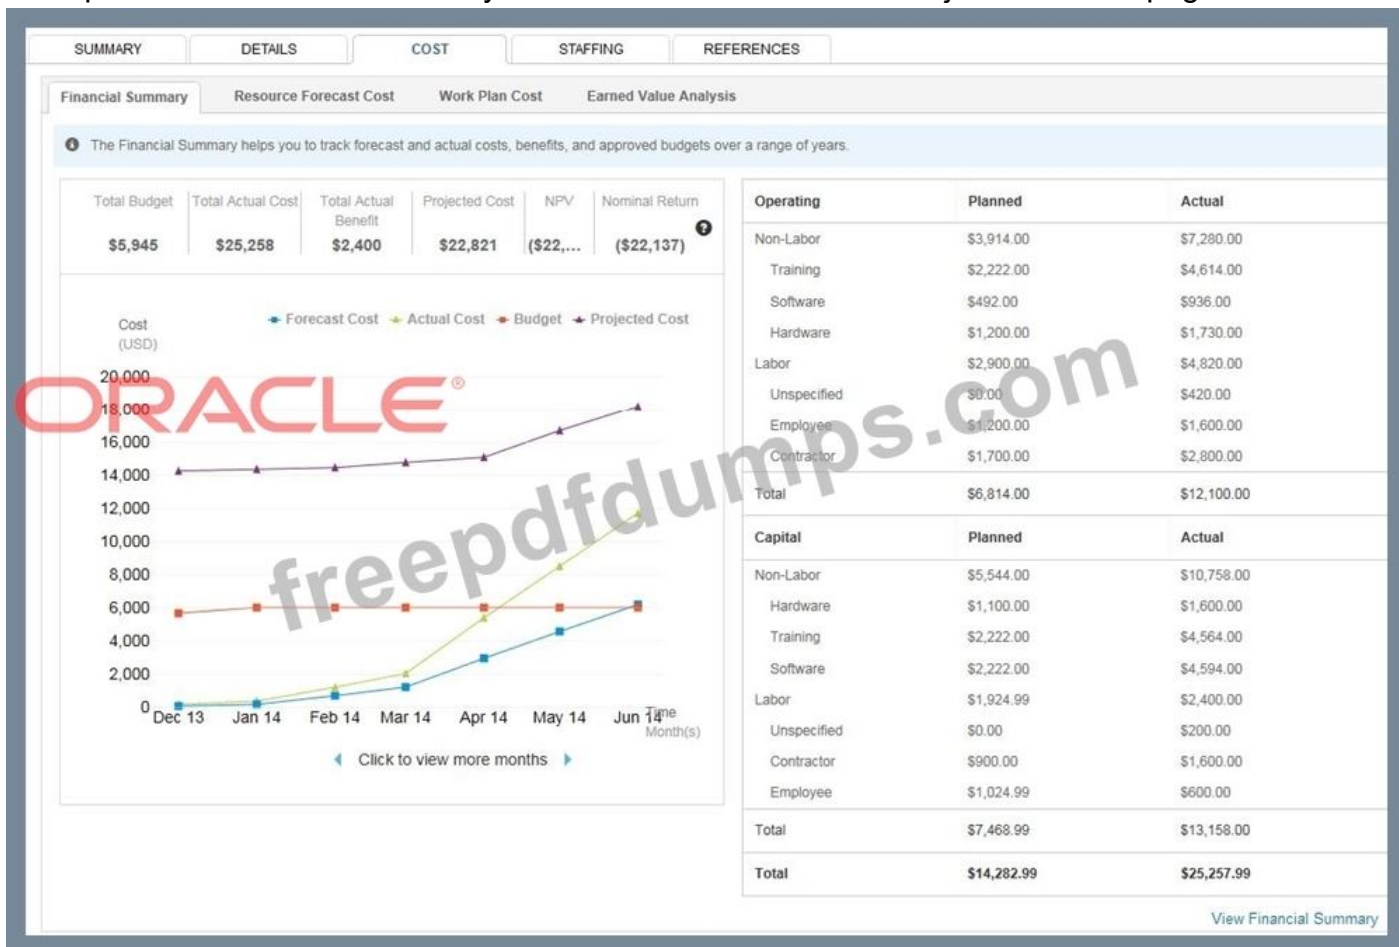 SUMMARY DETAILS COST STAFFING REFERENCES
Financial Summary Resource Forecast Cost Work Plan Cost Earned Value Analysis
The Financial Summary helps you to track forecast and actual costs, benefits, and approved budgets over a range of years.
Total Budget Total Actual Cost Total Actual Benefit Projected Cost NPV Nominal Return
$5,945 $25,258 $2,400 $22,821 ($22,... ($22,137)
Forecast Cost Actual Cost Budget Projected Cost
Cost
(USD)
20,000
18,000
16,000
14,000
12,000
10,000
8,000
6,000
4,000
2,000
0
Dec 13 Jan 14 Feb 14 Mar 14 Apr 14 May 14 Jun 14
Time
Month(s)
Click to view more months
ORACLE®
freepdfdumps.com
Operating Planned Actual
Non-Labor $3,914.00 $7,280.00
Training $2,222.00 $4,614.00
Software $492.00 $936.00
Hardware $1,200.00 $1,730.00
Labor $2,900.00 $4,820.00
Unspecified $0.00 $420.00
Employee $1,200.00 $1,600.00
Contractor $1,700.00 $2,800.00
Total $6,814.00 $12,100.00
Capital Planned Actual
Non-Labor $5,544.00 $10,758.00
Hardware $1,100.00 $1,600.00
Training $2,222.00 $4,564.00
Software $2,222.00 $4,594.00
Labor $1,924.99 $2,400.00
Unspecified $0.00 $200.00
Contractor $900.00 $1,600.00
Employee $1,024.99 $600.00
Total $7,468.99 $13,158.00
Total $14,282.99 $25,257.99
View Financial Summary